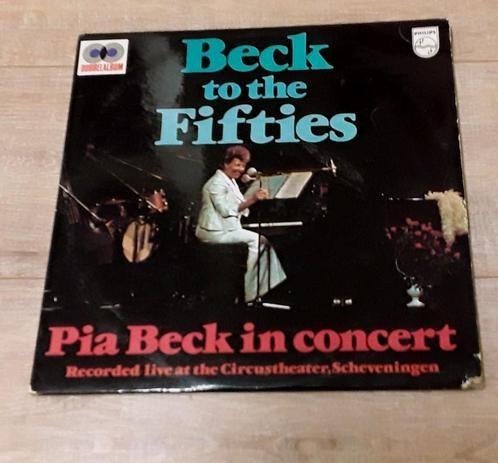 DUBBELALBUM
PHILIPS
Beck
to the
Fifties
Pia Beck in concert
Recorded live at the Circustheater, Scheveningen